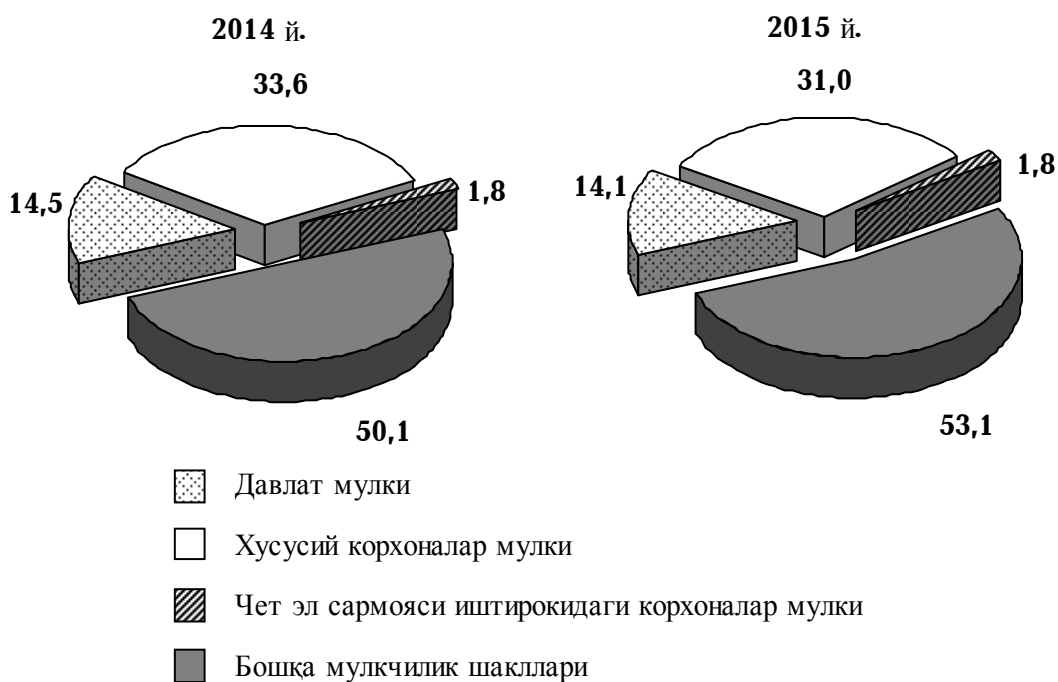 2014 й.
2015 й.
33,6
31,0
14,5
1,8
14,1
1,8
50,1
53,1
Давлат мулки
Хусусий корхоналар мулки
Чет эл сармояси иштирокидаги корхоналар мулки
Бошқа мулкчилик шакллари